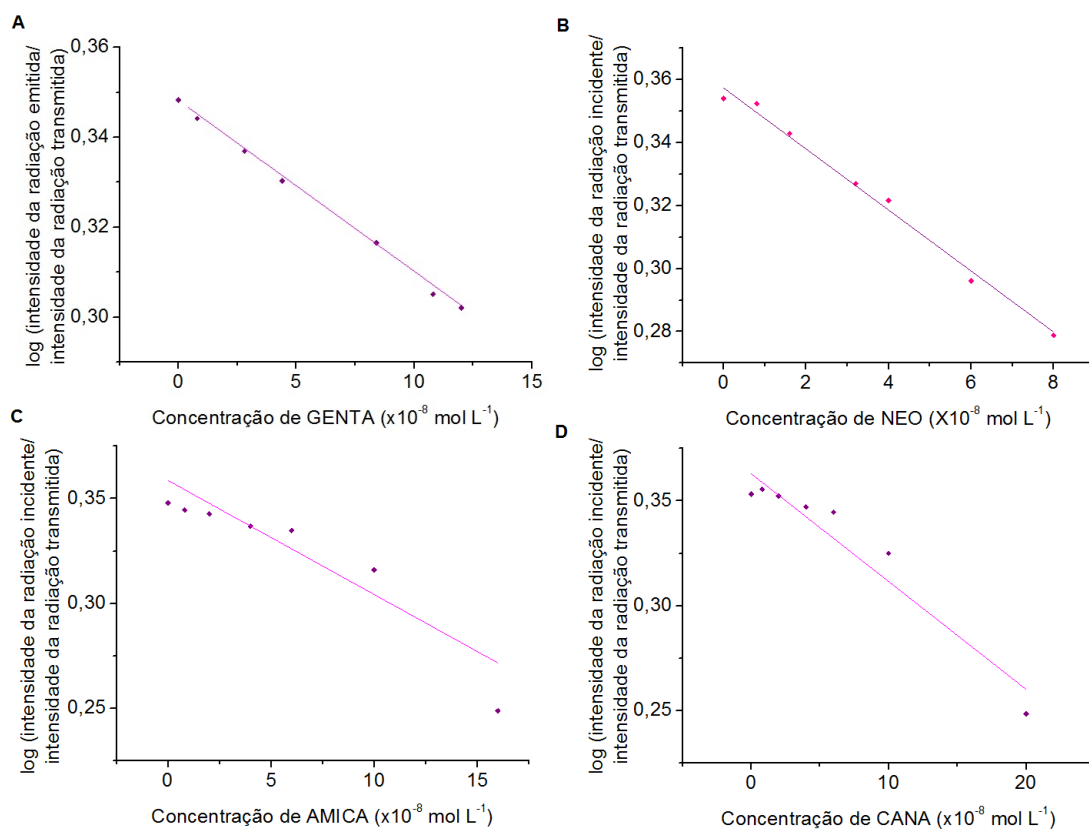 A
log (intensidade da radiação emitida/
intensidade da radiação transmitida)
0,36
0,34
0,32
0,30
0
5
10
15
Concentração de GENTA (x10⁻⁸ mol L⁻¹)
B
log (intensidade da radiação incidente/
intensidade da radiação transmitida)
0,36
0,34
0,32
0,30
0,28
0
2
4
6
8
Concentração de NEO (X10⁻⁸ mol L⁻¹)
C
log (intensidade da radiação incidente/
intensidade da radiação transmitida)
0,35
0,30
0,25
0
5
10
15
Concentração de AMICA (x10⁻⁸ mol L⁻¹)
D
log (intensidade da radiação incidente/
intensidade da radiação transmitida)
0,35
0,30
0,25
0
10
20
Concentração de CANA (x10⁻⁸ mol L⁻¹)